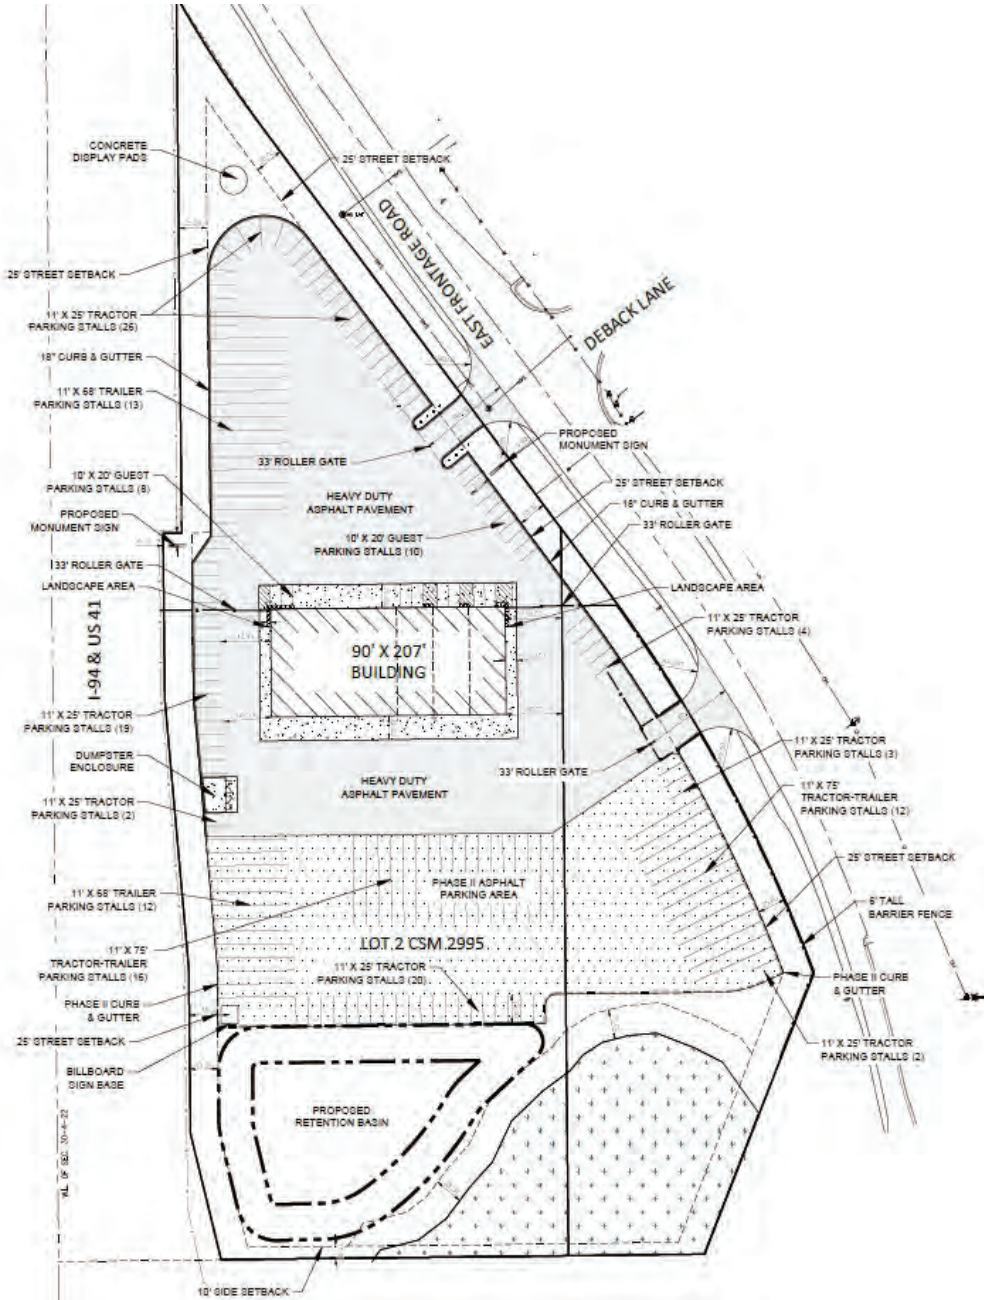 CONCRETE
DISPLAY PADS
25' STREET SETBACK
EAST FRONTAGE ROAD
DEBACK LANE
25' STREET SETBACK
11' X 25' TRACTOR
PARKING STALLS (26)
18" CURB & GUTTER
11' X 68' TRAILER
PARKING STALLS (13)
33' ROLLER GATE
PROPOSED
MONUMENT SIGN
10' X 20' GUEST
PARKING STALLS (8)
HEAVY DUTY
ASPHALT PAVEMENT
25' STREET SETBACK
18" CURB & GUTTER
33' ROLLER GATE
PROPOSED
MONUMENT SIGN
10' X 20' GUEST
PARKING STALLS (10)
33' ROLLER GATE
LANDSCAPE AREA
LANDSCAPE AREA
I-94 & US 41
90' X 207'
BUILDING
11' X 25' TRACTOR
PARKING STALLS (4)
11' X 25' TRACTOR
PARKING STALLS (19)
DUMPSTER
ENCLOSURE
33' ROLLER GATE
11' X 25' TRACTOR
PARKING STALLS (3)
HEAVY DUTY
ASPHALT PAVEMENT
11' X 25' TRACTOR
PARKING STALLS (2)
11' X 75'
TRACTOR-TRAILER
PARKING STALLS (12)
25' STREET SETBACK
11' X 68' TRAILER
PARKING STALLS (12)
PHASE II ASPHALT
PARKING AREA
6' TALL
BARRIER FENCE
LOT 2 CSM 2995
11' X 75'
TRACTOR-TRAILER
PARKING STALLS (16)
11' X 25' TRACTOR
PARKING STALLS (20)
PHASE II CURB
& GUTTER
PHASE II CURB
& GUTTER
25' STREET SETBACK
11' X 25' TRACTOR
PARKING STALLS (2)
BILLBOARD
SIGN BASE
PROPOSED
RETENTION BASIN
10' SIDE SETBACK